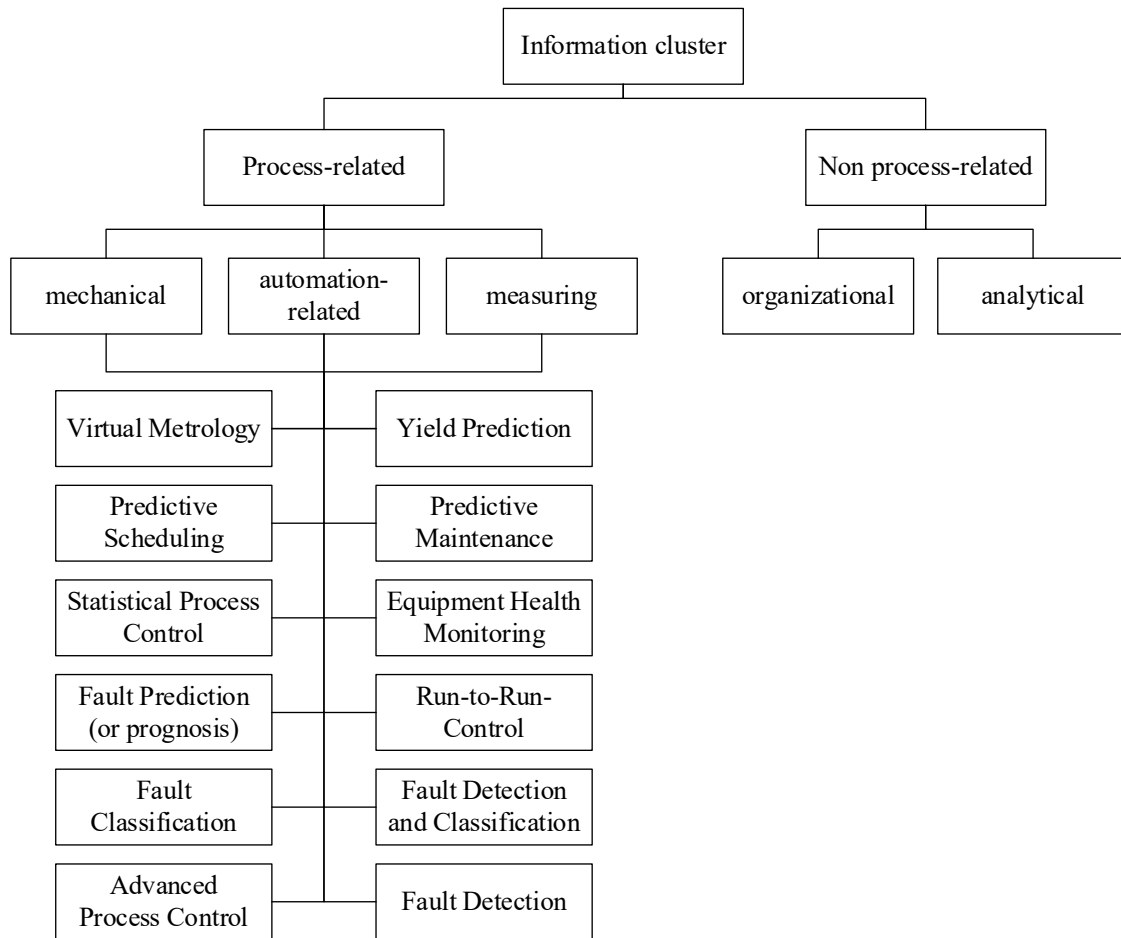 Information cluster
Process-related
Non process-related
mechanical
automation-
related
measuring
organizational
analytical
Virtual Metrology
Yield Prediction
Predictive
Scheduling
Predictive
Maintenance
Statistical Process
Control
Equipment Health
Monitoring
Fault Prediction
(or prognosis)
Run-to-Run-
Control
Fault
Classification
Fault Detection
and Classification
Advanced
Process Control
Fault Detection